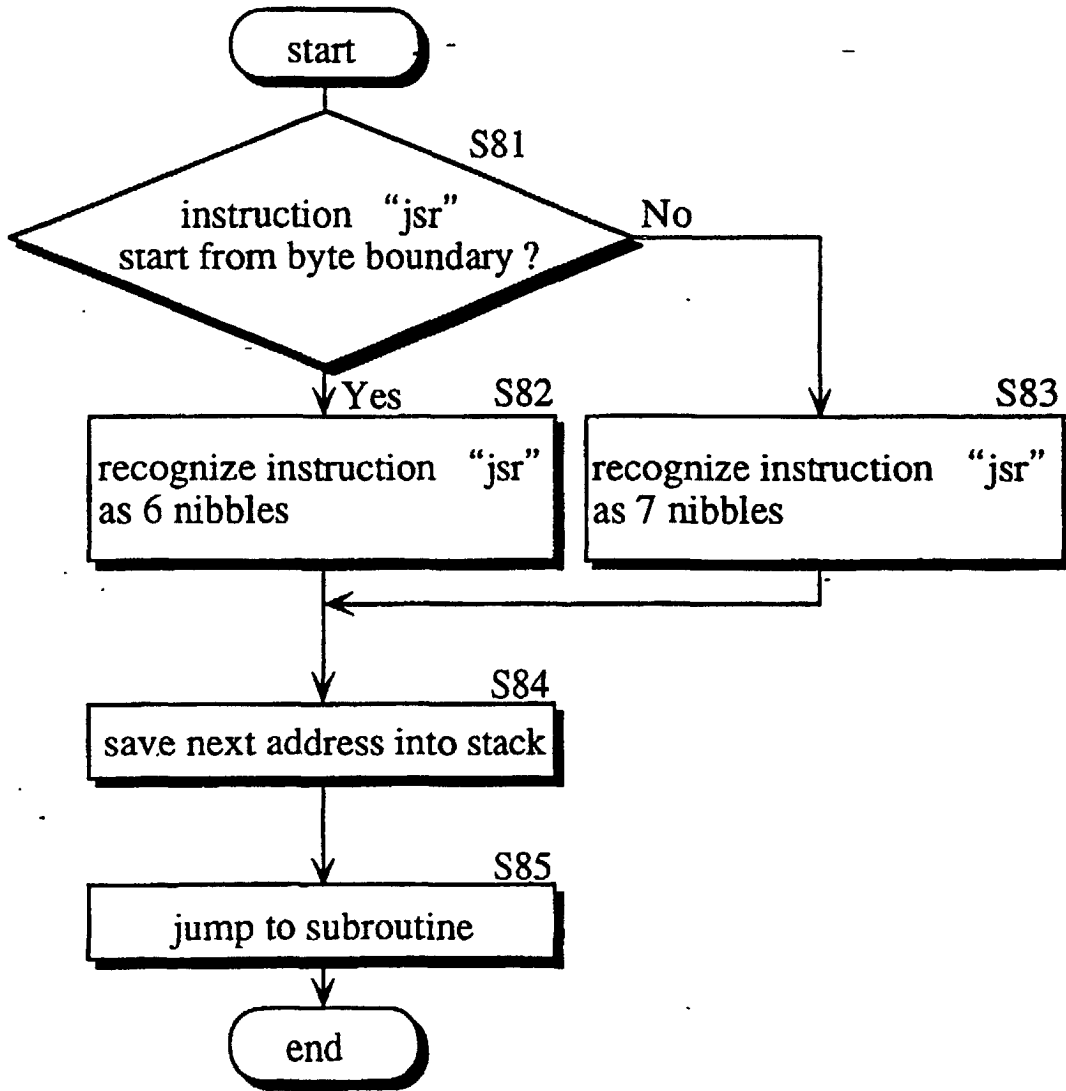 start
S81
instruction “jsr”
start from byte boundary ?
No
Yes
S82
recognize instruction “jsr”
as 6 nibbles
S83
recognize instruction “jsr”
as 7 nibbles
S84
save next address into stack
S85
jump to subroutine
end